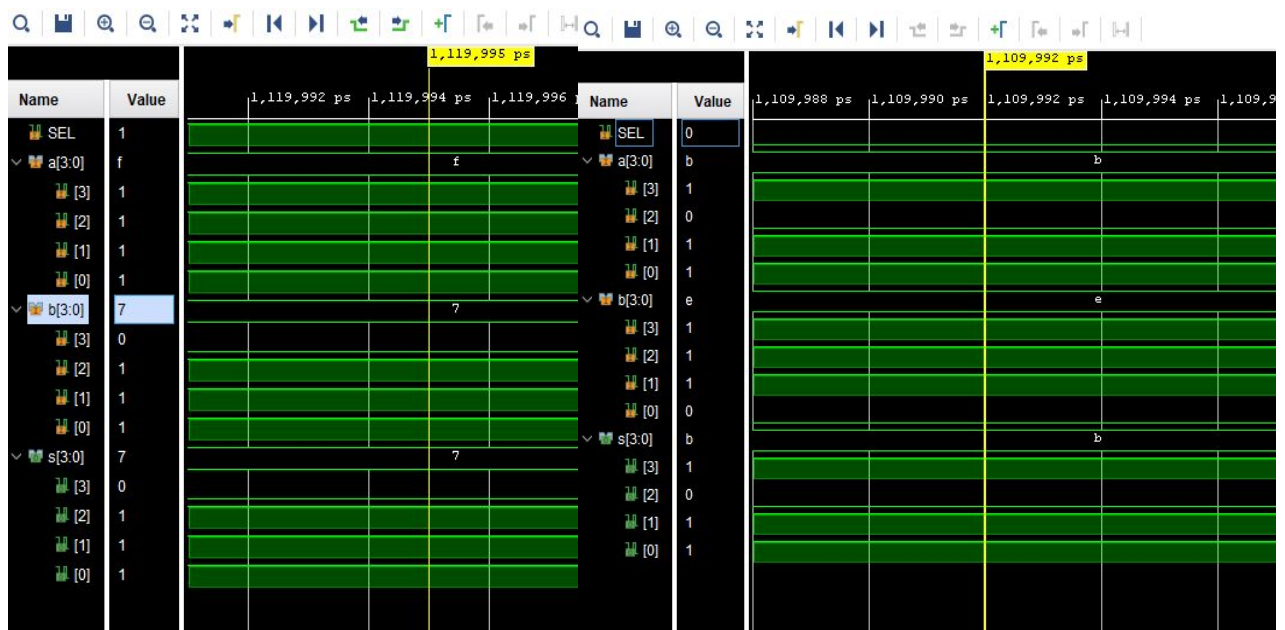 1,119,995 ps
Name Value 1,119,992 ps 1,119,994 ps 1,119,996
SEL 1
a[3:0] f f
[3] 1
[2] 1
[1] 1
[0] 1
b[3:0] 7 7
[3] 0
[2] 1
[1] 1
[0] 1
s[3:0] 7 7
[3] 0
[2] 1
[1] 1
[0] 1
1,109,992 ps
Name Value 1,109,988 ps 1,109,990 ps 1,109,992 ps 1,109,994 ps 1,109,9
SEL 0
a[3:0] b b
[3] 1
[2] 0
[1] 1
[0] 1
b[3:0] e e
[3] 1
[2] 1
[1] 1
[0] 0
s[3:0] b b
[3] 1
[2] 0
[1] 1
[0] 1